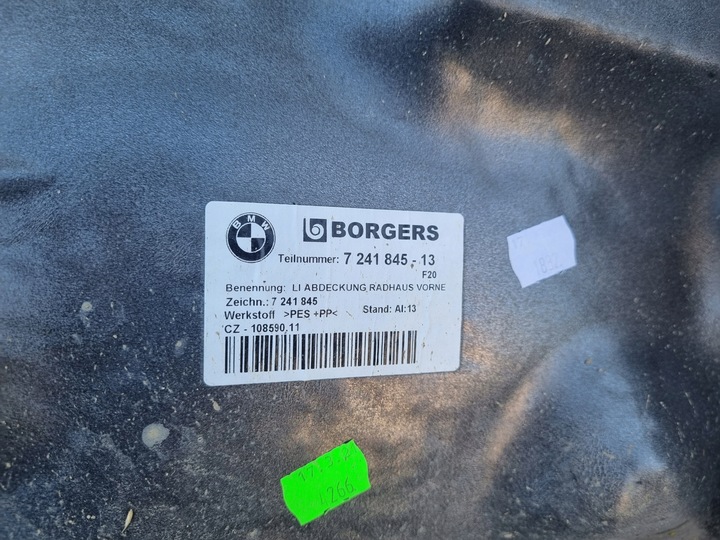 BMW
BORGERS
Teilnummer: 7 241 845 - 13
F20
Benennung: LI ABDECKUNG RADHAUS VORNE
Zeichn.: 7 241 845
Werkstoff >PES +PP< Stand: AI:13
CZ - 108590.11
1266